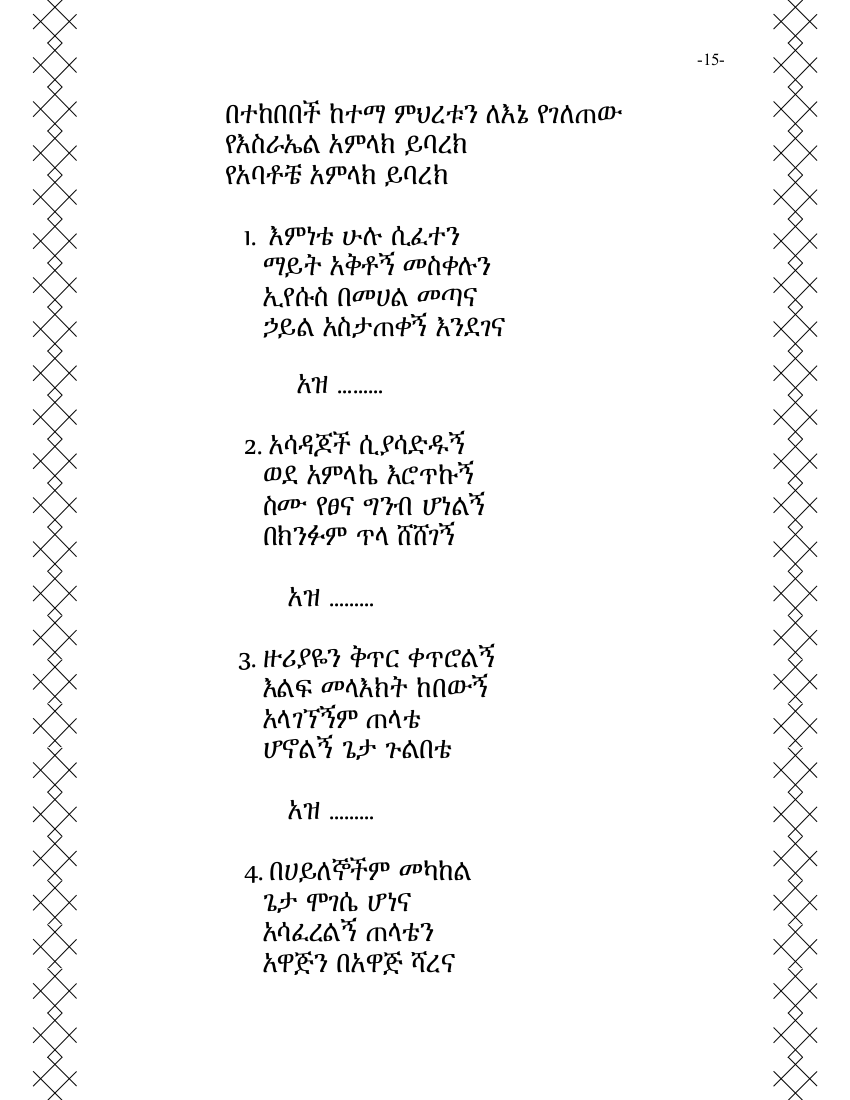 -15-
በተከበበች ከተማ ምህረቱን ለእኔ የገለጠው
የእስራኤል አምላክ ይባረክ
የአባቶቼ አምላክ ይባረክ
1. እምነቴ ሁሉ ሲፈተን
ማይት አቅቶኝ መስቀሉን
ኢየሱስ በመሀል መጣና
ኃይል አስታጠቀኝ እንደገና
አዝ .........
2. አሳዳጆች ሲያሳድዱኝ
ወደ አምላኬ እሮጥኩኝ
ስሙ የፀና ግንብ ሆነልኝ
በክንፉም ጥላ ሸሸገኝ
አዝ .........
3. ዙሪያዬን ቅጥር ቀጥሮልኝ
እልፍ መላእክት ከበውኝ
አላገኘኝም ጠላቴ
ሆኖልኝ ጌታ ጉልበቴ
አዝ .........
4. በሀይለኞችም መካከል
ጌታ ሞገሴ ሆነና
አሳፈረልኝ ጠላቴን
አዋጅን በአዋጅ ሻረና